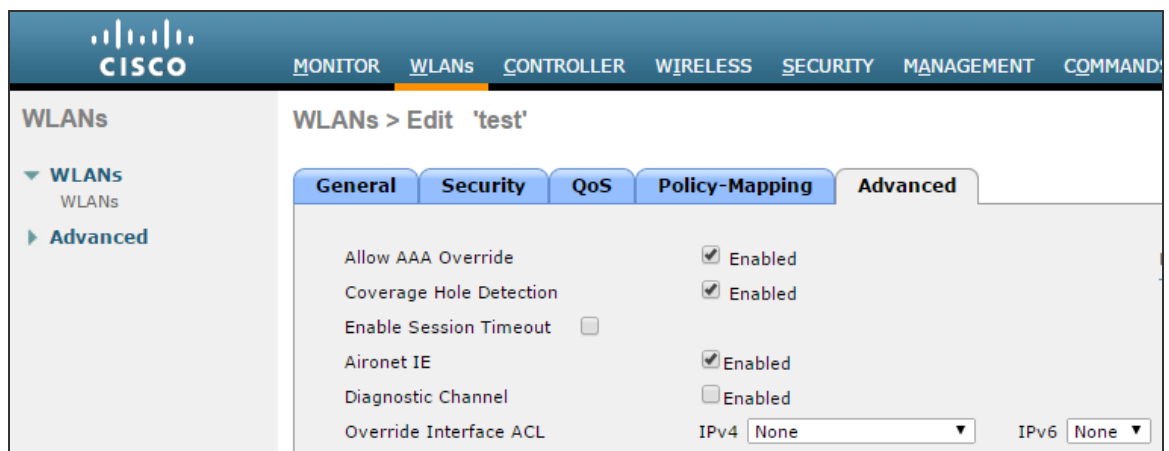 CISCO
MONITOR WLANs CONTROLLER WIRELESS SECURITY MANAGEMENT COMMANDS
WLANs
WLANs > Edit 'test'
WLANs
WLANs
Advanced
General Security QoS Policy-Mapping Advanced
Allow AAA Override Enabled
Coverage Hole Detection Enabled
Enable Session Timeout
Aironet IE Enabled
Diagnostic Channel Enabled
Override Interface ACL IPv4 None IPv6 None